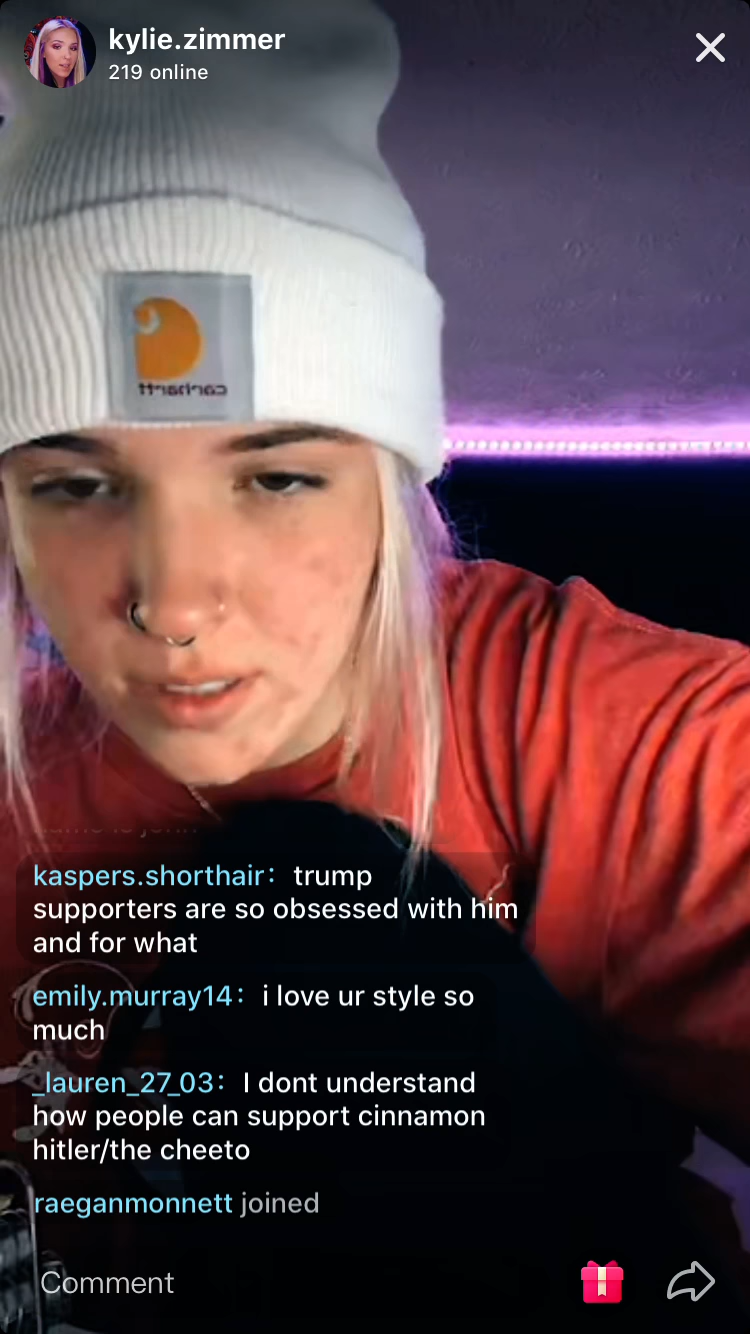 kylie.zimmer
219 online
carhartt
kaspers.shorthair: trump
supporters are so obsessed with him
and for what
emily.murray14: i love ur style so
much
_lauren_27_03: I dont understand
how people can support cinnamon
hitler/the cheeto
raeganmonnett joined
Comment